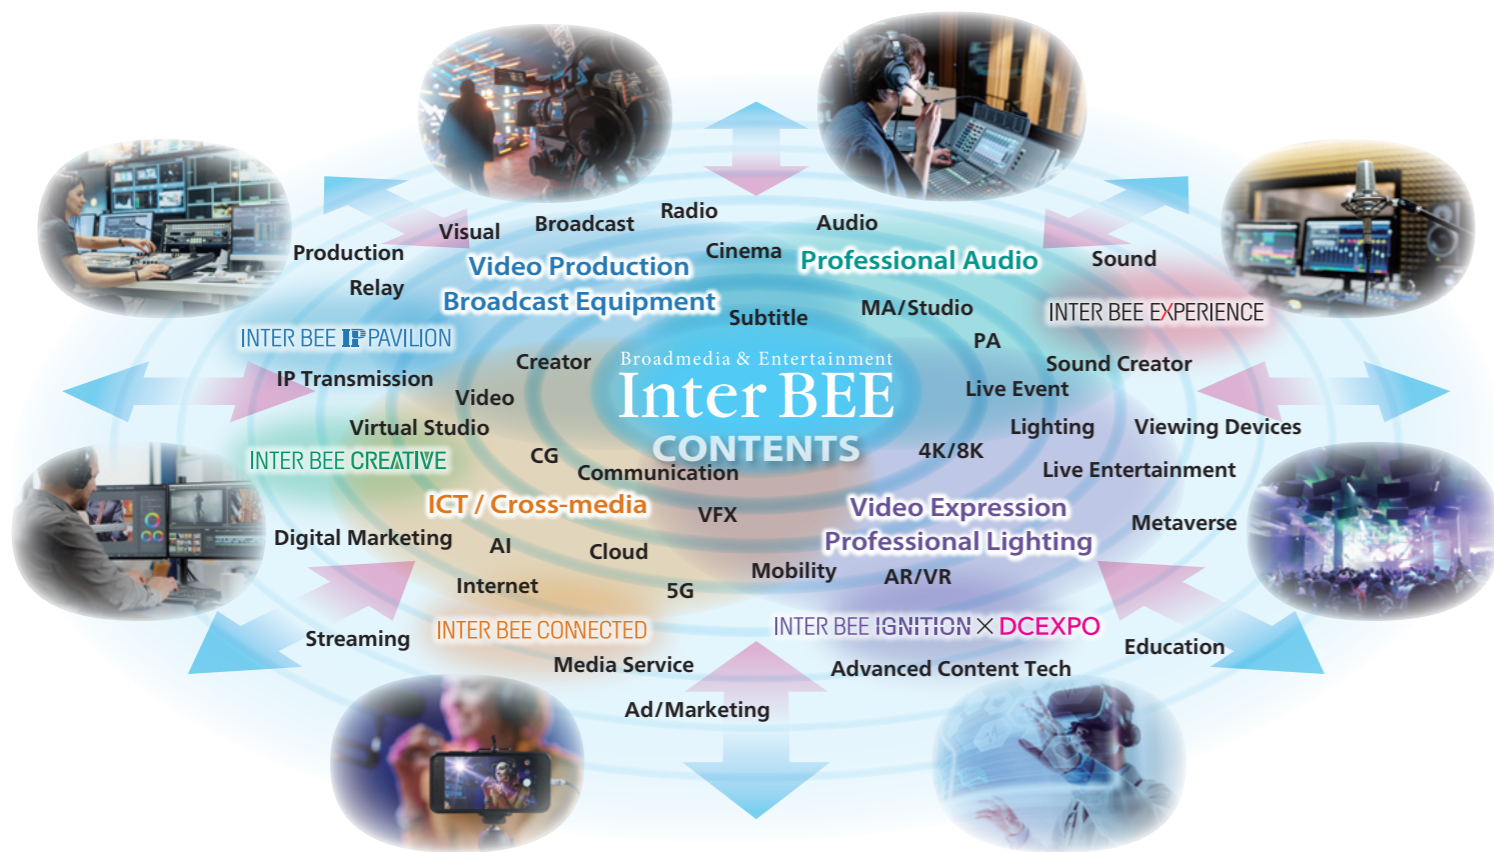 Radio
Visual
Broadcast
Audio
Production
Cinema
Sound
Video Production
Professional Audio
Relay
Broadcast Equipment
MA/Studio
INTER BEE EXPERIENCE
Subtitle
INTER BEE IP PAVILION
PA
Creator
Broadmedia & Entertainment
Sound Creator
IP Transmission
Inter BEE
Live Event
Video
Virtual Studio
Lighting
Viewing Devices
CONTENTS
4K/8K
INTER BEE CREATIVE
CG
Communication
Live Entertainment
ICT / Cross-media
VFX
Video Expression
Metaverse
Digital Marketing
AI
Cloud
Professional Lighting
Mobility
AR/VR
Internet
5G
INTER BEE CONNECTED
INTER BEE IGNITION × DCEXPO
Streaming
Education
Media Service
Advanced Content Tech
Ad/Marketing